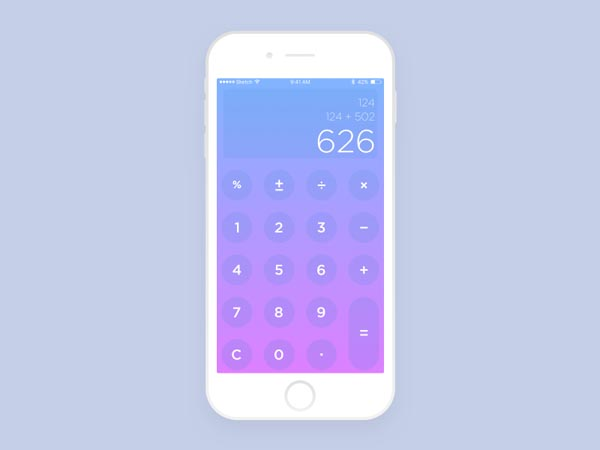 Sketch 9:41 AM 42%
124
124 + 502
626
% ± ÷ ×
1 2 3 −
4 5 6 +
7 8 9 =
C 0 .